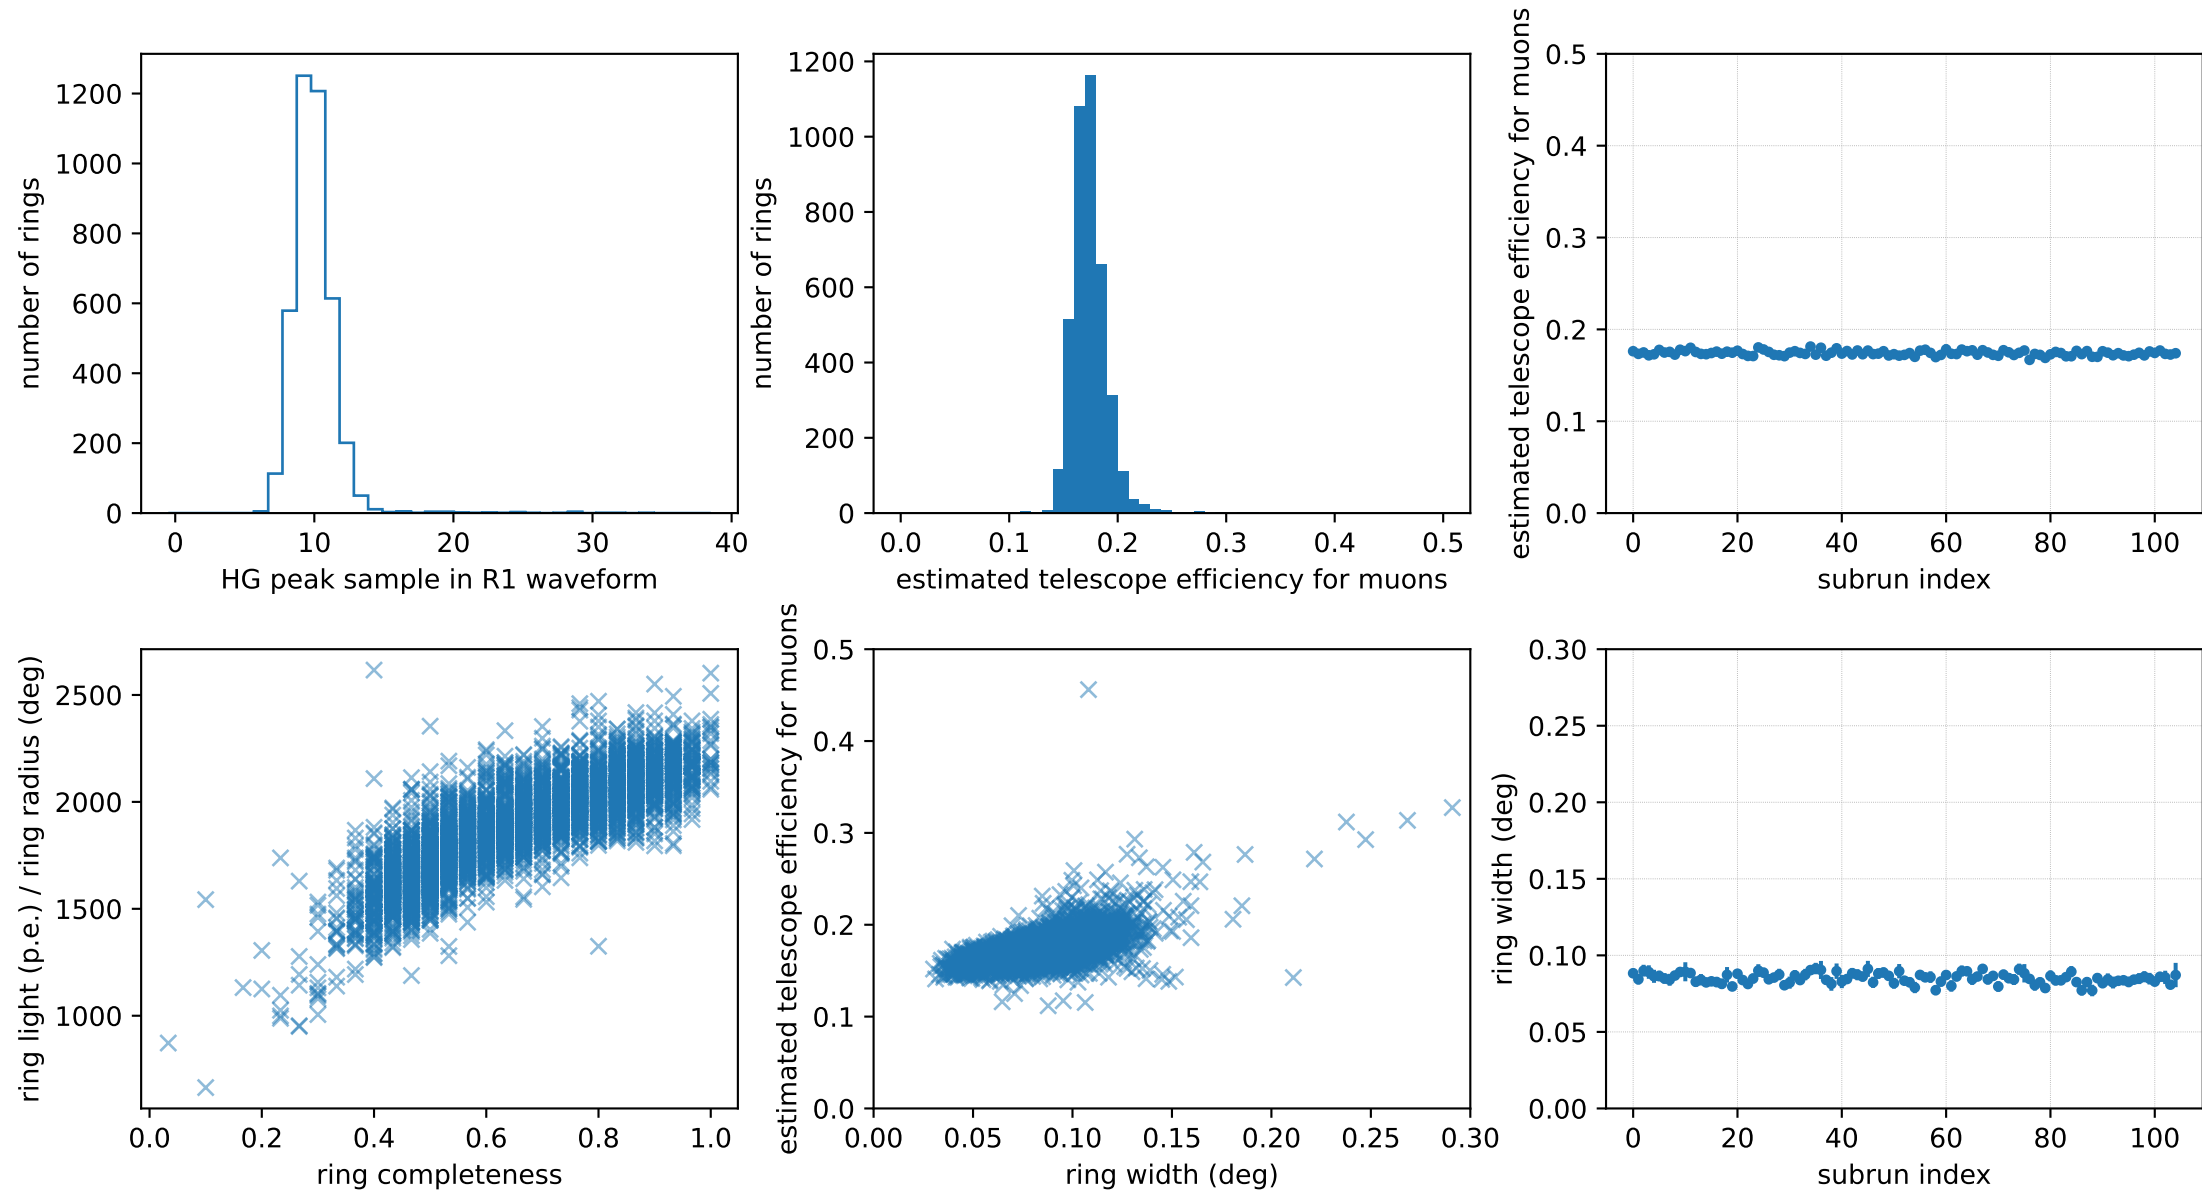 number of rings
1200
1000
800
600
400
200
0
0 10 20 30 40
HG peak sample in R1 waveform
number of rings
1200
1000
800
600
400
200
0
0.0 0.1 0.2 0.3 0.4 0.5
estimated telescope efficiency for muons
estimated telescope efficiency for muons
0.5
0.4
0.3
0.2
0.1
0.0
0 20 40 60 80 100
subrun index
ring light (p.e.) / ring radius (deg)
2500
2000
1500
1000
0.0 0.2 0.4 0.6 0.8 1.0
ring completeness
estimated telescope efficiency for muons
0.5
0.4
0.3
0.2
0.1
0.0
0.00 0.05 0.10 0.15 0.20 0.25 0.30
ring width (deg)
ring width (deg)
0.30
0.25
0.20
0.15
0.10
0.05
0.00
0 20 40 60 80 100
subrun index